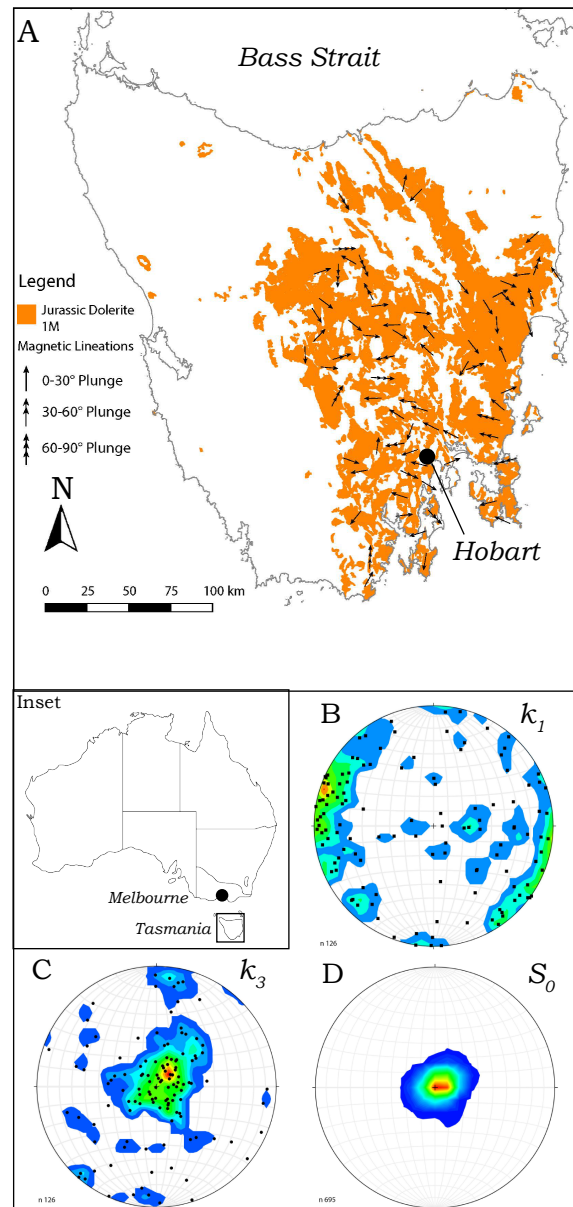 A
Bass Strait
Legend
Jurassic Dolerite
1M
Magnetic Lineations
0-30° Plunge
30-60° Plunge
60-90° Plunge
N
Hobart
0 25 50 75 100 km
Inset
Melbourne
Tasmania
B
k1
n 126
C
k3
n 126
D
S0
n 695